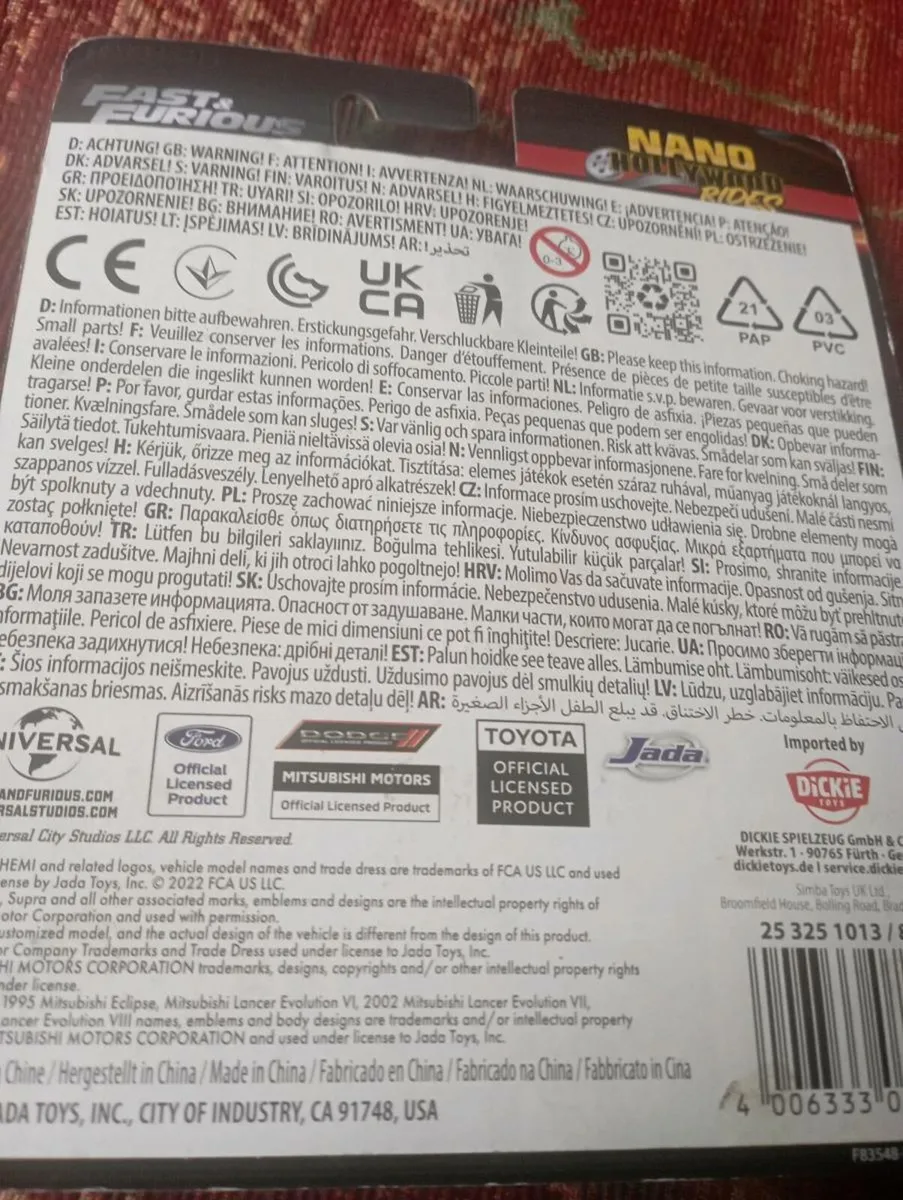 FAST & FURIOUS
NANO
HOLLYWOOD
RIDES
D: ACHTUNG! GB: WARNING! F: ATTENTION! I: AVVERTENZA! NL: WAARSCHUWING! E: ¡ADVERTENCIA! P: ATENÇÃO!
DK: ADVARSEL! S: VARNING! FIN: VAROITUS! N: ADVARSEL! H: FIGYELMEZTETES! CZ: UPOZORNĚNÍ! PL: OSTRZEŻENIE!
GR: ΠΡΟΕΙΔΟΠΟΊΗΣΗ! TR: UYARI! SI: OPOZORILO! HRV: UPOZORENJE!
SK: UPOZORNENIE! BG: ВНИМАНИЕ! RO: AVERTISMENT! UA: УВАГА!
EST: HOIATUS! LT: ĮSPĖJIMAS! LV: BRĪDINĀJUMS! AR: تحذير!
CE
UK
CA
0-3
21
PAP
03
PVC
D: Informationen bitte aufbewahren. Erstickungsgefahr. Verschluckbare Kleinteile! GB: Please keep this information. Choking hazard!
Small parts! F: Veuillez conserver les informations. Danger d'étouffement. Présence de pièces de petite taille susceptibles d'être
avalées! I: Conservare le informazioni. Pericolo di soffocamento. Piccole parti! NL: Informatie s.v.p. bewaren. Gevaar voor verstikking.
Kleine onderdelen die ingeslikt kunnen worden! E: Conservar las informaciones. Peligro de asfixia. ¡Piezas pequeñas que pueden
tragarse! P: Por favor, gurdar estas informações. Perigo de asfixia. Peças pequenas que podem ser engolidas! DK: Opbevar informa-
tioner. Kvælningsfare. Smådele som kan sluges! S: Var vänlig och spara informationen. Risk att kvävas. Smådelar som kan sväljas! FIN:
Säilytä tiedot. Tukehtumisvaara. Pieniä nieltävissä olevia osia! N: Vennligst oppbevar informasjonene. Fare for kvelning. Små deler som
kan svelges! H: Kérjük, őrizze meg az információkat. Tisztítása: elemes játékok esetén száraz ruhával, műanyag játékoknál langyos,
szappanos vízzel. Fulladásveszély. Lenyelhető apró alkatrészek! CZ: Informace prosím uschovejte. Nebezpečí udušení. Malé části nesmí
být spolknuty a vdechnuty. PL: Proszę zachować niniejsze informacje. Niebezpieczenstwo udławienia się. Drobne elementy mogą
zostać połknięte! GR: Παρακαλείσθε όπως διατηρήσετε τις πληροφορίες. Κίνδυνος ασφυξίας. Μικρά εξαρτήματα που μπορεί να
καταποθούν! TR: Lütfen bu bilgileri saklayınız. Boğulma tehlikesi. Yutulabilir küçük parçalar! SI: Prosimo, shranite informacije.
Nevarnost zadušitve. Majhni deli, ki jih otroci lahko pogoltnejo! HRV: Molimo Vas da sačuvate informacije. Opasnost od gušenja. Sitni
dijelovi koji se mogu progutati! SK: Uschovajte prosím informácie. Nebezpečenstvo udusenia. Malé kúsky, ktoré môžu byť prehltnuté
BG: Моля запазете информацията. Опасност от задушаване. Малки части, които могат да се погълнат! RO: Vă rugăm să păstra
nformaţiile. Pericol de asfixiere. Piese de mici dimensiuni ce pot fi înghiţite! Descriere: Jucarie. UA: Просимо зберегти інформац
ебезпека задихнутися! Небезпека: дрібні деталі! EST: Palun hoidke see teave alles. Lämbumise oht. Lämbumisoht: väikesed os
: Šios informacijos neišmeskite. Pavojus uždusti. Uždusimo pavojus dėl smulkių detalių! LV: Lūdzu, uzglabājiet informāciju. Pa
smakšanas briesmas. Aizrīšanās risks mazo detaļu dēļ! AR: الاحتفاظ بالمعلومات. خطر الاختناق. قد يبلع الطفل الأجزاء الصغيرة
NIVERSAL
ANDFURIOUS.COM
RSALSTUDIOS.COM
Ford
Official
Licensed
Product
DODGE
OFFICIAL LICENSED PRODUCT
MITSUBISHI MOTORS
Official Licensed Product
TOYOTA
OFFICIAL
LICENSED
PRODUCT
Jada
Imported by
DICKIE
TOYS
ersal City Studios LLC. All Rights Reserved.
HEMI and related logos, vehicle model names and trade dress are trademarks of FCA US LLC and used
ense by Jada Toys, Inc. © 2022 FCA US LLC.
, Supra and all other associated marks, emblems and designs are the intellectual property rights of
otor Corporation and used with permission.
ustomized model, and the actual design of the vehicle is different from the design of this product.
or Company Trademarks and Trade Dress used under license to Jada Toys, Inc.
HI MOTORS CORPORATION trademarks, designs, copyrights and/or other intellectual property rights
nder license.
1995 Mitsubishi Eclipse, Mitsubishi Lancer Evolution VI, 2002 Mitsubishi Lancer Evolution VII,
ancer Evolution VIII names, emblems and body designs are trademarks and/or intellectual property
TSUBISHI MOTORS CORPORATION and used under license to Jada Toys, Inc.
DICKIE SPIELZEUG GmbH & C
Werkstr. 1 · 90765 Fürth · Ge
dickietoys.de I service.dickie
Simba Toys UK Ltd.,
Broomfield House, Bolling Road, Brad
25 325 1013 / 8
Chine / Hergestellt in China / Made in China / Fabricado en China / Fabricado na China / Fabbricato in Cina
ADA TOYS, INC., CITY OF INDUSTRY, CA 91748, USA
4 006333 0
F83548